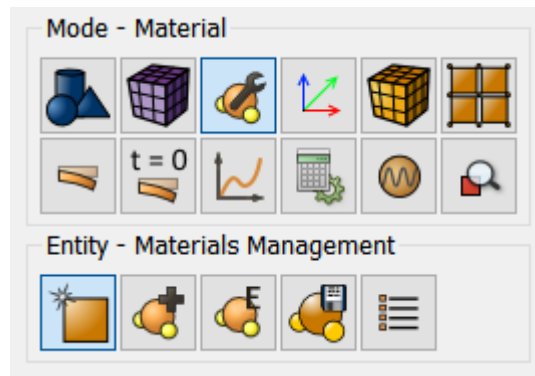 Mode - Material
t = 0
Entity - Materials Management
E